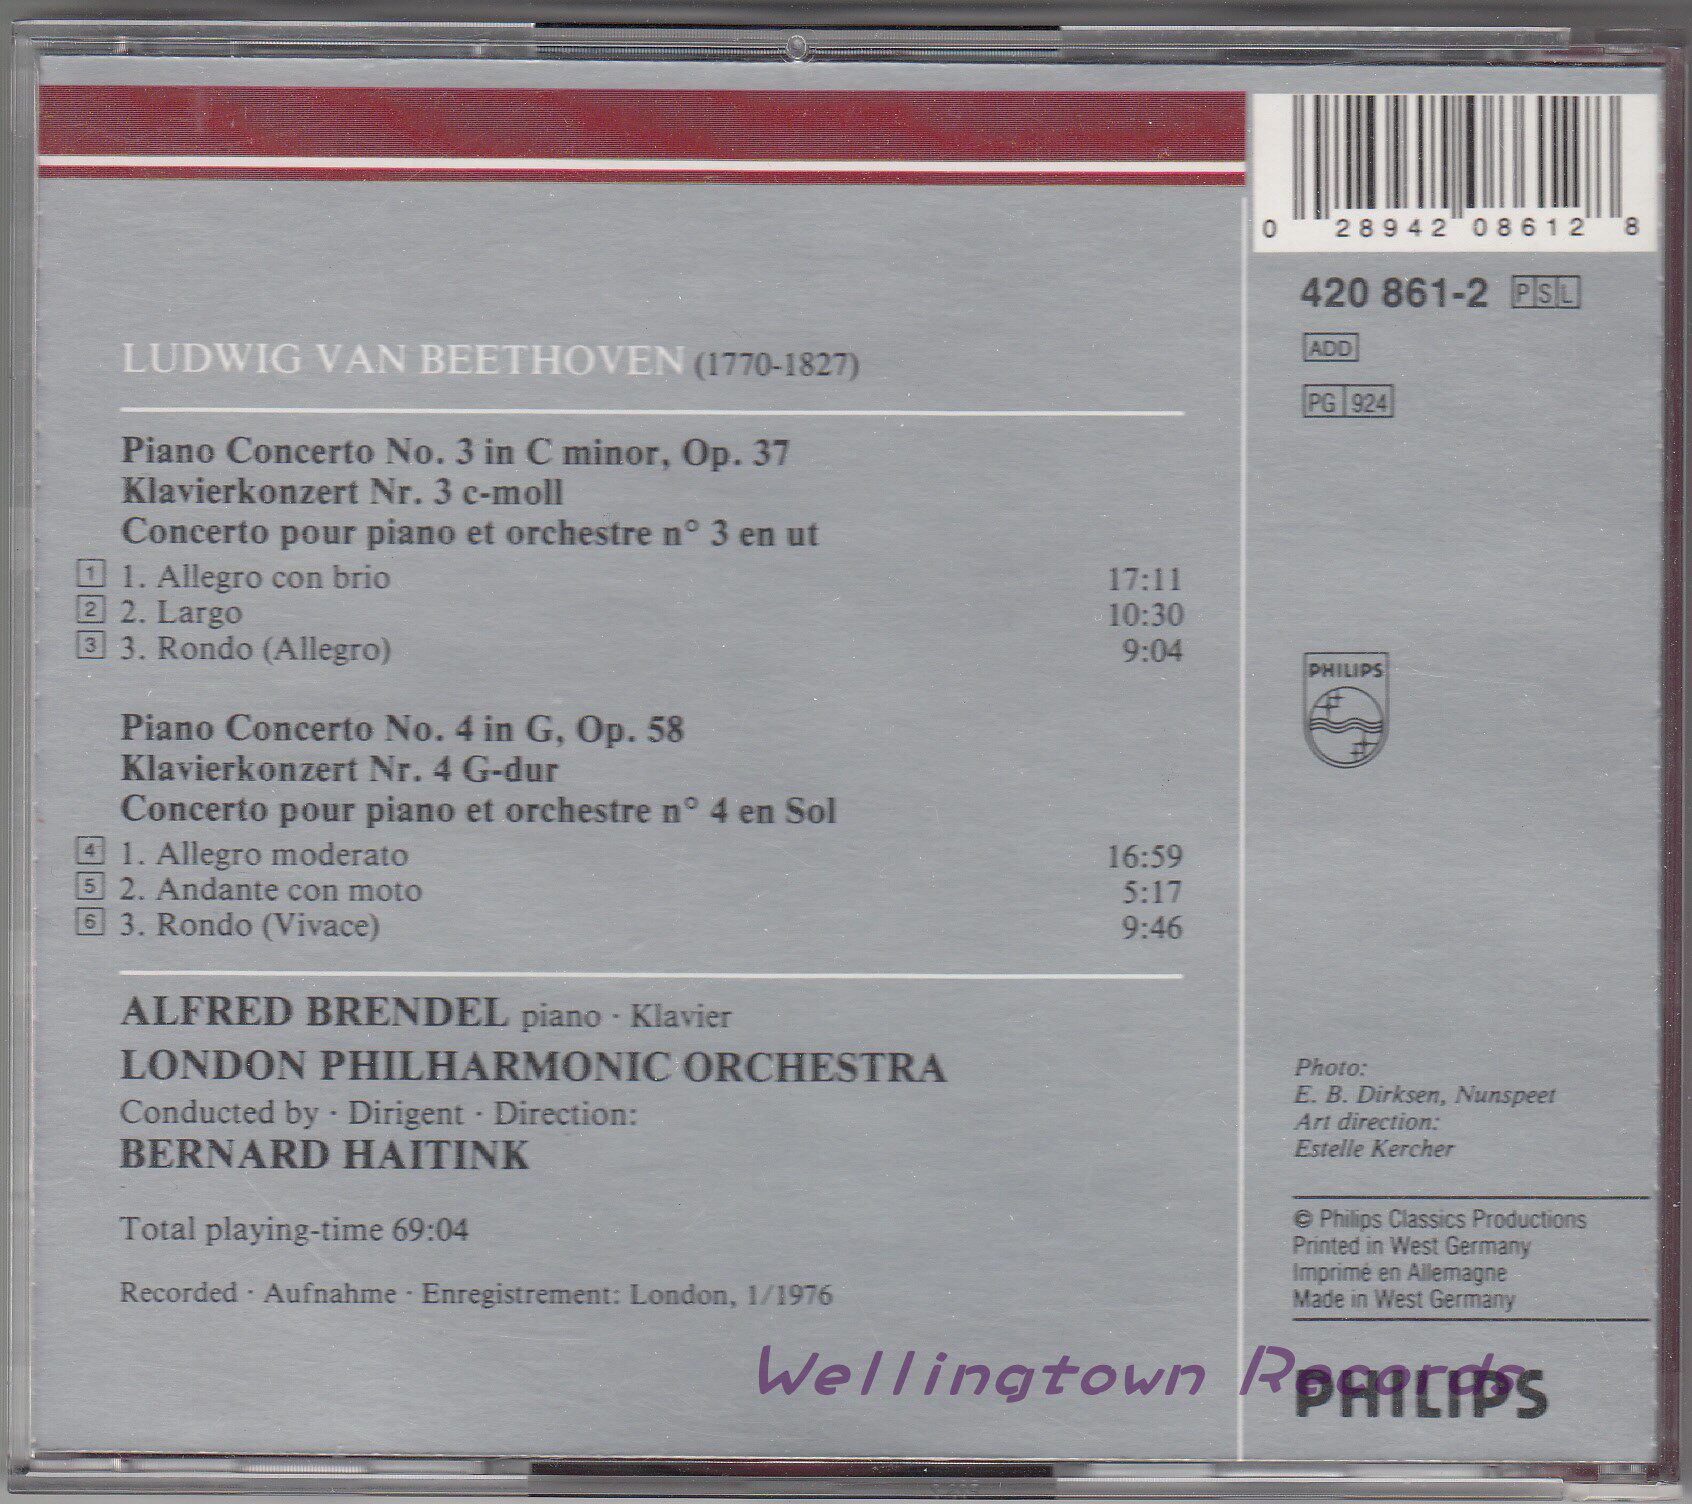 0 28942 08612 8
420 861-2 PSL
ADD
PG 924
LUDWIG VAN BEETHOVEN (1770-1827)
Piano Concerto No. 3 in C minor, Op. 37
Klavierkonzert Nr. 3 c-moll
Concerto pour piano et orchestre n° 3 en ut
1 1. Allegro con brio 17:11
2 2. Largo 10:30
3 3. Rondo (Allegro) 9:04
Piano Concerto No. 4 in G, Op. 58
Klavierkonzert Nr. 4 G-dur
Concerto pour piano et orchestre n° 4 en Sol
4 1. Allegro moderato 16:59
5 2. Andante con moto 5:17
6 3. Rondo (Vivace) 9:46
ALFRED BRENDEL piano · Klavier
LONDON PHILHARMONIC ORCHESTRA
Conducted by · Dirigent · Direction:
BERNARD HAITINK
Total playing-time 69:04
Recorded · Aufnahme · Enregistrement: London, 1/1976
PHILIPS
Photo:
E. B. Dirksen, Nunspeet
Art direction:
Estelle Kercher
© Philips Classics Productions
Printed in West Germany
Imprimé en Allemagne
Made in West Germany
Wellingtown Records
PHILIPS